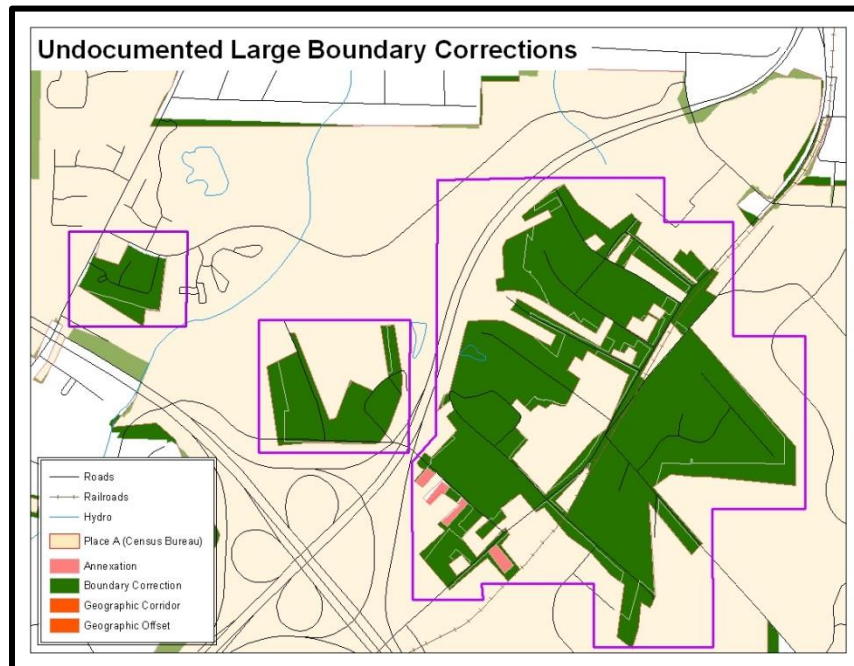 Undocumented Large Boundary Corrections
Roads
Railroads
Hydro
Place A (Census Bureau)
Annexation
Boundary Correction
Geographic Corridor
Geographic Offset